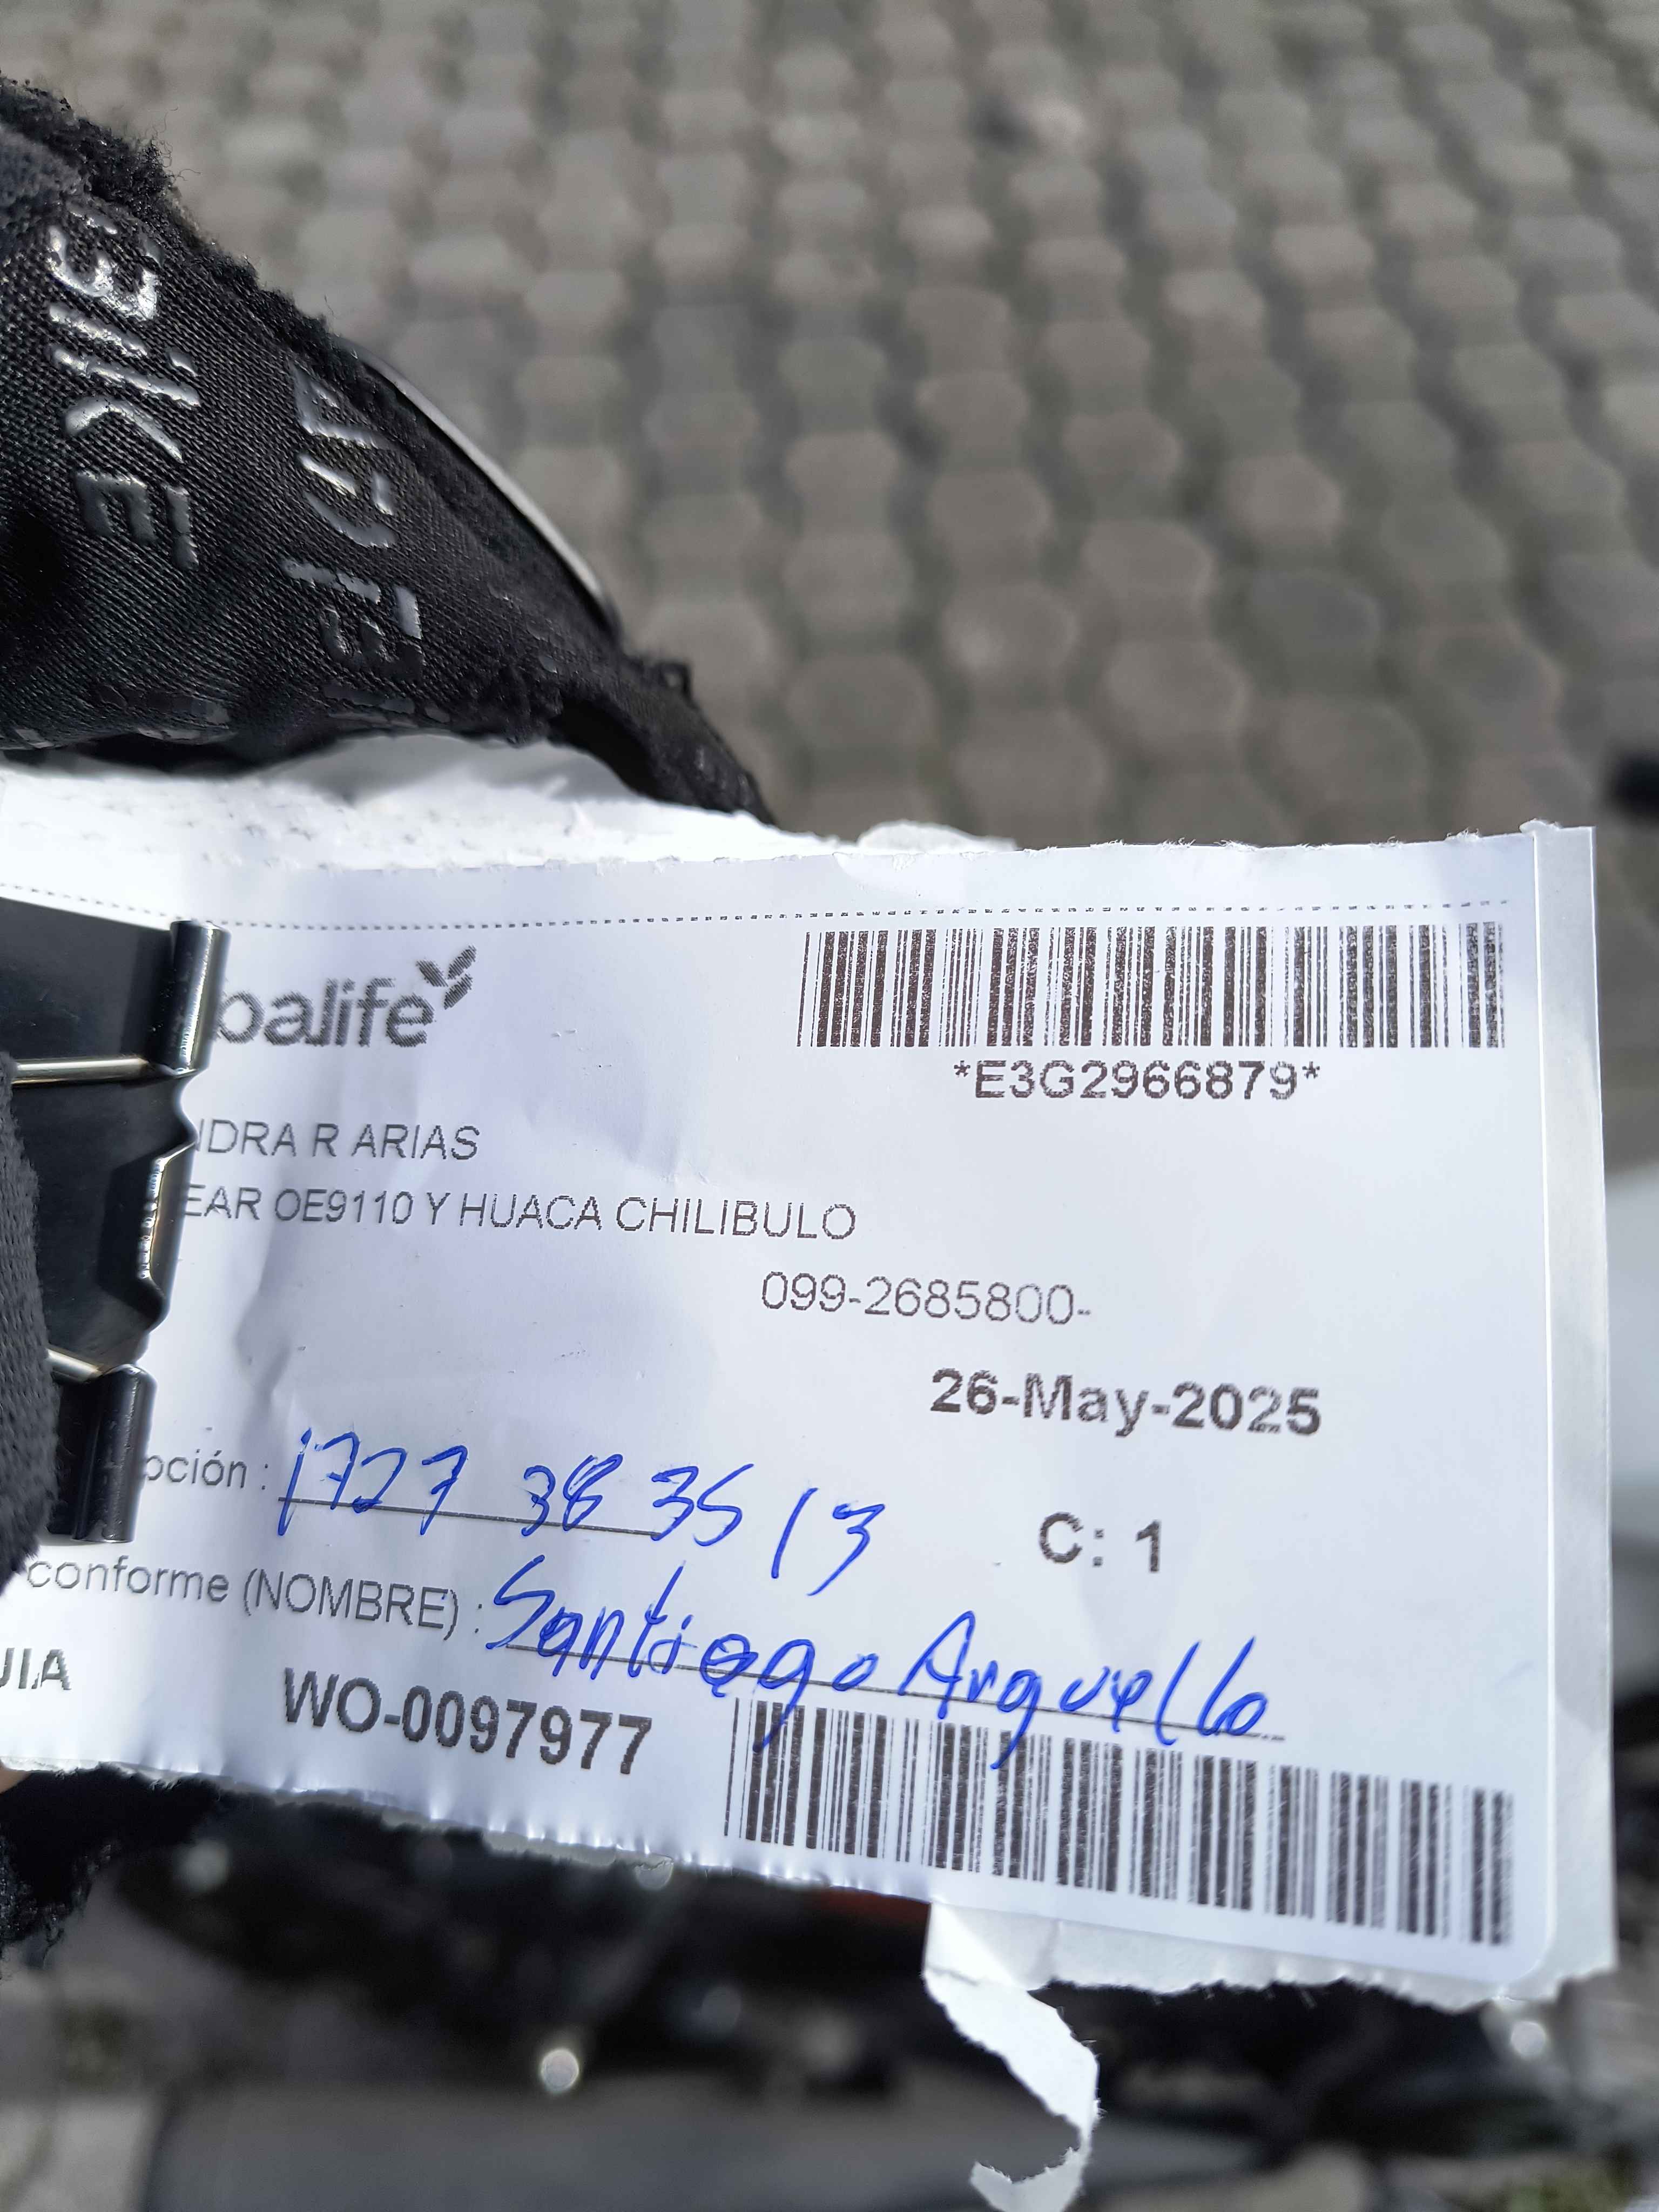 BIKE
balife
*E3G2966879*
NDRA R ARIAS
EAR OE9110 Y HUACA CHILIBULO
099-2685800-
26-May-2025
pción : 1727 38 35 13
C: 1
conforme (NOMBRE) : Santiago Arguello
UIA
WO-0097977